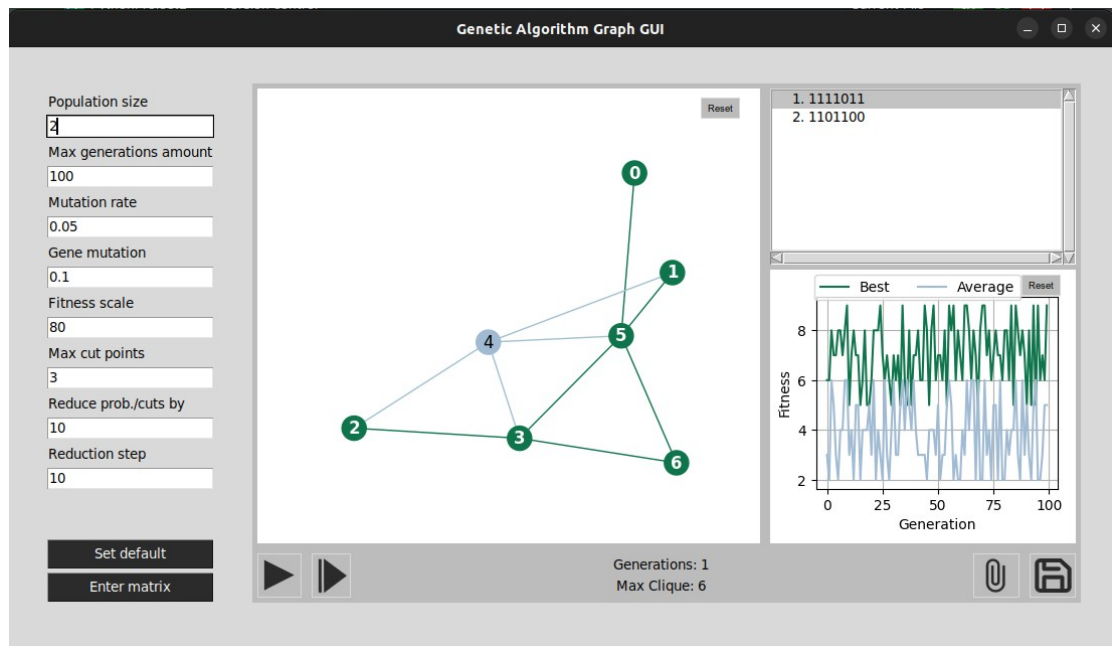 Genetic Algorithm Graph GUI
Population size
2
Max generations amount
100
Mutation rate
0.05
Gene mutation
0.1
Fitness scale
80
Max cut points
3
Reduce prob./cuts by
10
Reduction step
10
Set default
Enter matrix
Reset
0
1
5
4
2
3
6
Generations: 1
Max Clique: 6
1. 1111011
2. 1101100
Best Average Reset
8
6
4
2
Fitness
0 25 50 75 100
Generation